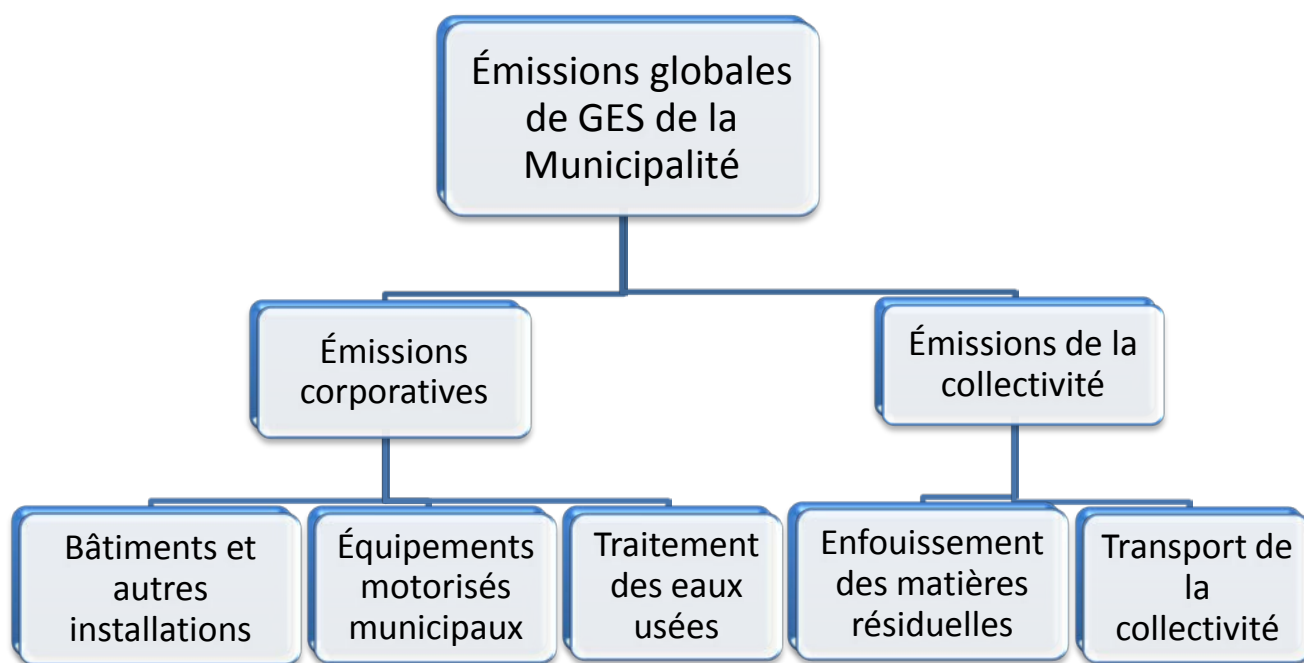 Émissions globales
de GES de la
Municipalité
Émissions
corporatives
Émissions de la
collectivité
Bâtiments et
autres
installations
Équipements
motorisés
municipaux
Traitement
des eaux
usées
Enfouissement
des matières
résiduelles
Transport de
la
collectivité